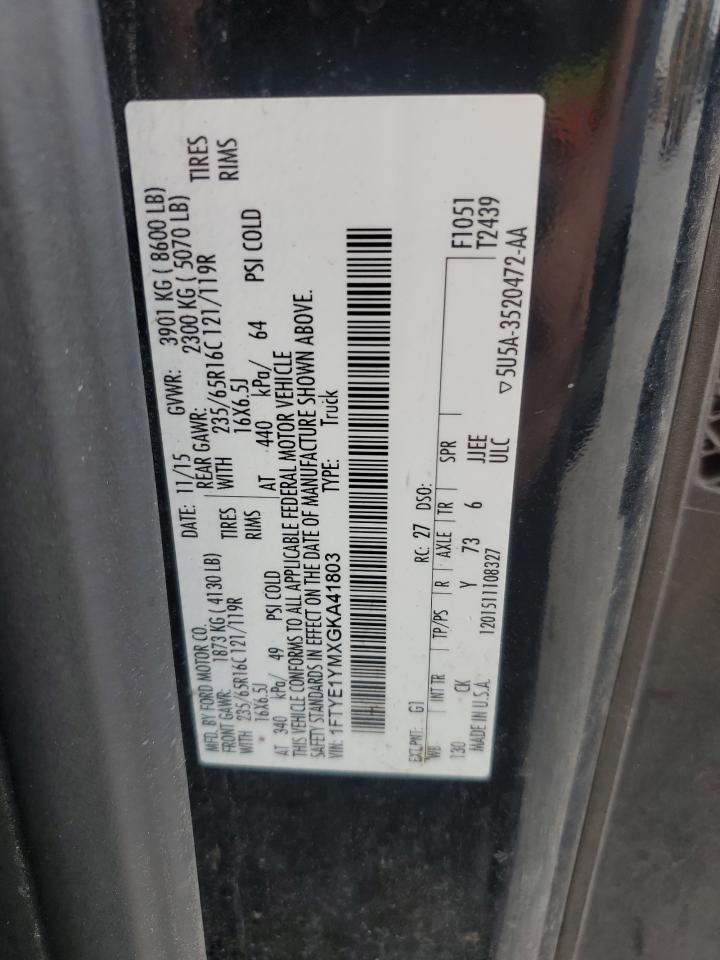 MFD. BY FORD MOTOR CO.
DATE: 11/15 GVWR: 3901 KG ( 8600 LB)
FRONT GAWR: 1873 KG ( 4130 LB) REAR GAWR: 2300 KG ( 5070 LB)
WITH 235/65R16C 121/119R TIRES WITH 235/65R16C 121/119R TIRES
16X6.5J RIMS 16X6.5J RIMS
AT 340 kPa/ 49 PSI COLD AT 440 kPa/ 64 PSI COLD
THIS VEHICLE CONFORMS TO ALL APPLICABLE FEDERAL MOTOR VEHICLE
SAFETY STANDARDS IN EFFECT ON THE DATE OF MANUFACTURE SHOWN ABOVE.
VIN: 1FTYE1YMXGKA41803 TYPE: Truck
EXT.PNT: G1 RC: 27 DSO: F1051
WB INT TR TP/PS R AXLE TR SPR T2439
130 CK Y 73 6 JJEE
MADE IN U.S.A. 1201511108327 ULC ▽5U5A-3520472-AA